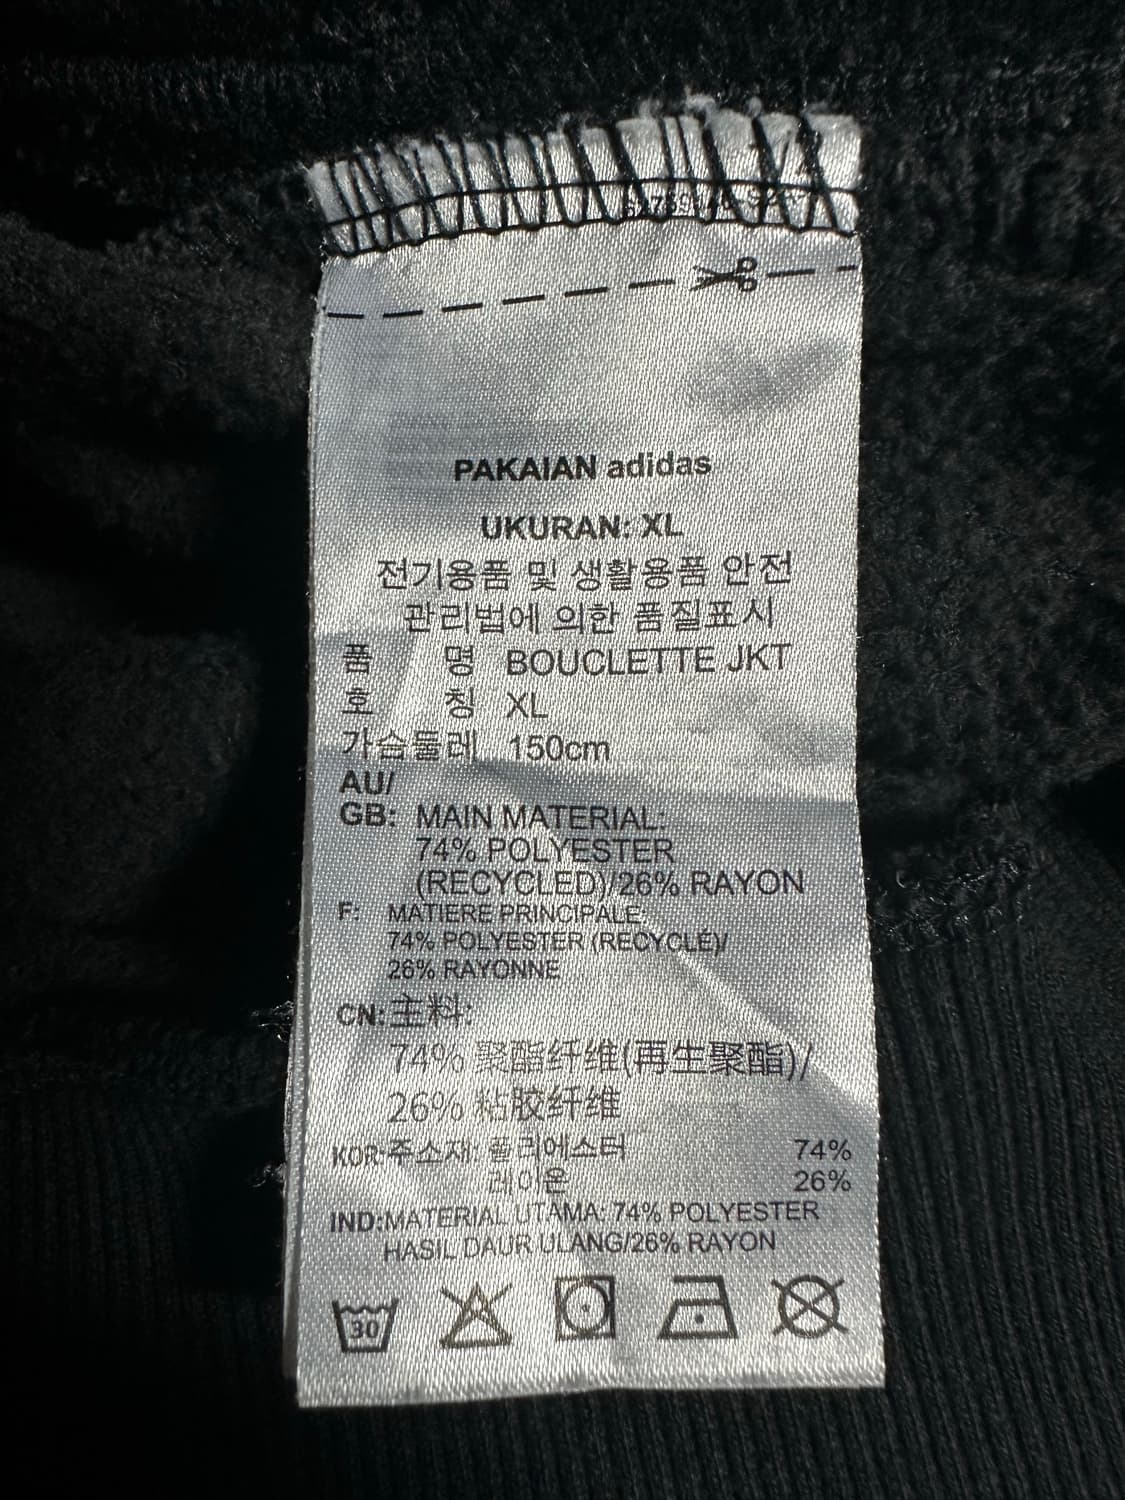 PAKAIAN adidas
UKURAN: XL
전기용품 및 생활용품 안전
관리법에 의한 품질표시
품 명 BOUCLETTE JKT
호 칭 XL
가슴둘레 150cm
AU/
GB: MAIN MATERIAL:
74% POLYESTER
(RECYCLED)/26% RAYON
F: MATIERE PRINCIPALE:
74% POLYESTER (RECYCLÉ)/
26% RAYONNE
CN: 主料:
74% 聚酯纤维(再生聚酯)/
26% 粘胶纤维
KOR: 주소재: 폴리에스터 74%
레이온 26%
IND: MATERIAL UTAMA: 74% POLYESTER
HASIL DAUR ULANG/26% RAYON
30